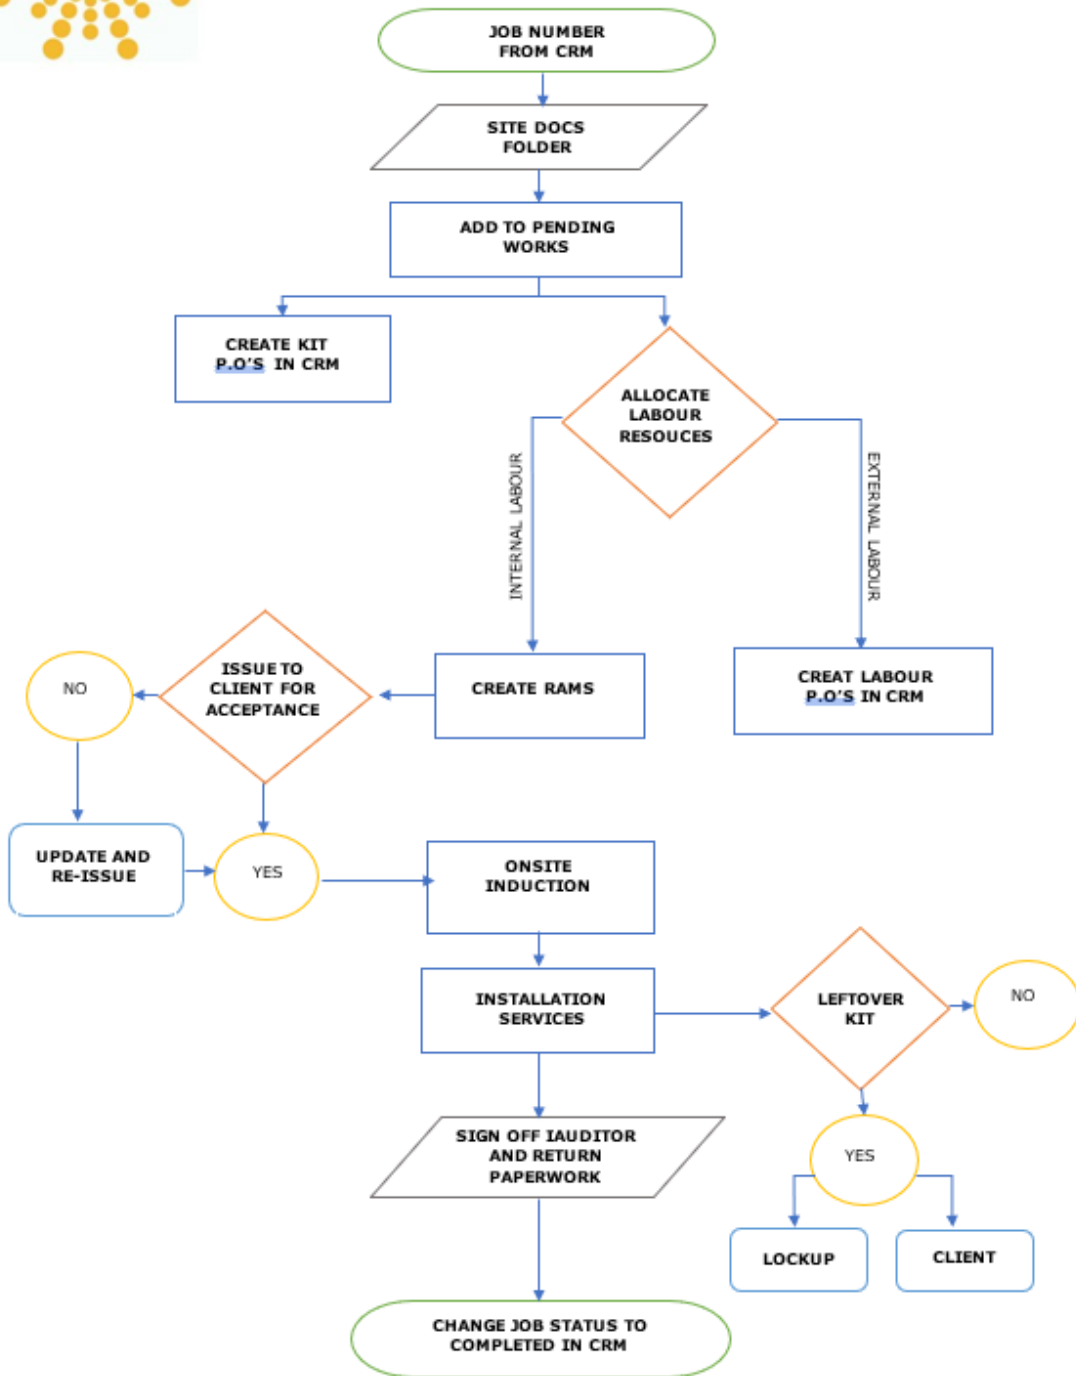 JOB NUMBER
FROM CRM
SITE DOCS
FOLDER
ADD TO PENDING
WORKS
CREATE KIT
P.O'S IN CRM
ALLOCATE
LABOUR
RESOUCES
INTERNAL LABOUR
EXTERNAL LABOUR
ISSUE TO
CLIENT FOR
ACCEPTANCE
NO
CREATE RAMS
CREAT LABOUR
P.O'S IN CRM
UPDATE AND
RE-ISSUE
YES
ONSITE
INDUCTION
INSTALLATION
SERVICES
LEFTOVER
KIT
NO
SIGN OFF IAUDITOR
AND RETURN
PAPERWORK
YES
LOCKUP
CLIENT
CHANGE JOB STATUS TO
COMPLETED IN CRM